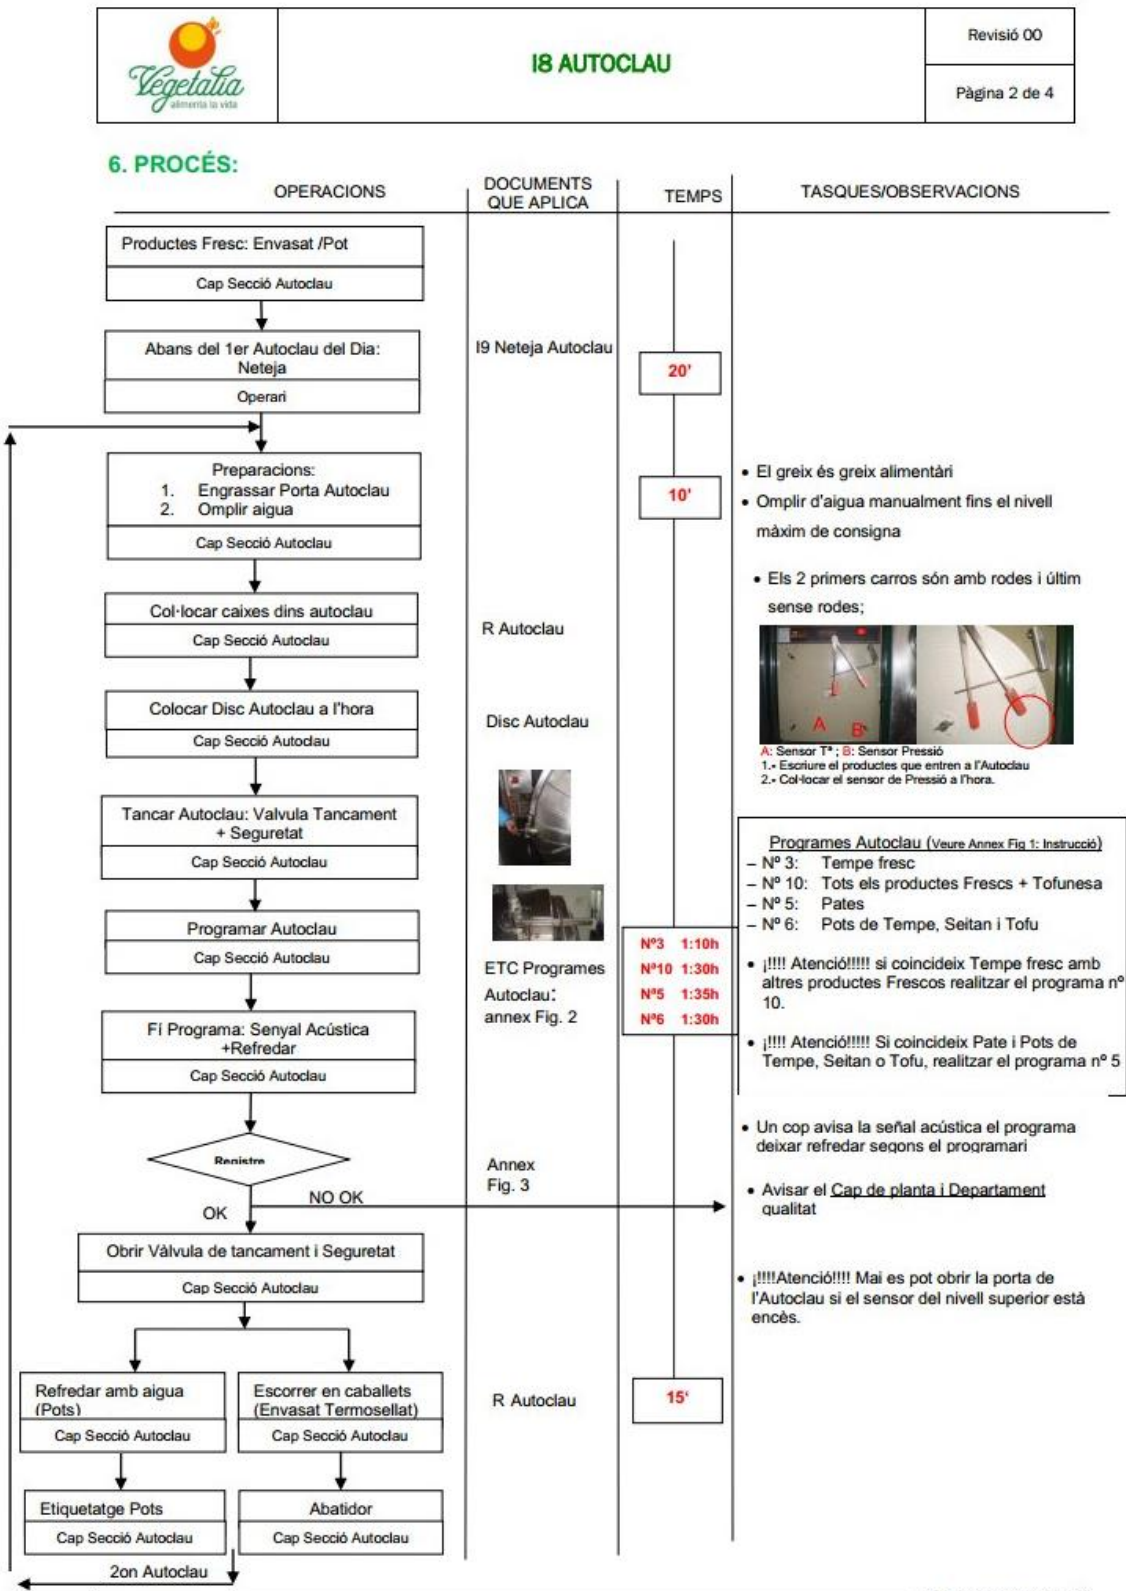 Vegetalia
alimenta la vida
I8 AUTOCLAU
Revisió 00
Pàgina 2 de 4
6. PROCÉS:
OPERACIONS
DOCUMENTS
QUE APLICA
TEMPS
TASQUES/OBSERVACIONS
Productes Fresc: Envasat /Pot
Cap Secció Autoclau
Abans del 1er Autoclau del Dia:
Neteja
Operari
I9 Neteja Autoclau
20'
Preparacions:
1. Engrassar Porta Autoclau
2. Omplir aigua
Cap Secció Autoclau
10'
• El greix és greix alimentàri
• Omplir d'aigua manualment fins el nivell
màxim de consigna
Col·locar caixes dins autoclau
Cap Secció Autoclau
R Autoclau
• Els 2 primers carros són amb rodes i últim
sense rodes;
A B
A: Sensor Tª ; B: Sensor Pressió
1.- Escriure el productes que entren a l'Autoclau
2.- Col·locar el sensor de Pressió a l'hora.
Colocar Disc Autoclau a l'hora
Cap Secció Autoclau
Disc Autoclau
Tancar Autoclau: Valvula Tancament
+ Seguretat
Cap Secció Autoclau
Programar Autoclau
Cap Secció Autoclau
ETC Programes
Autoclau:
annex Fig. 2
Nº3 1:10h
Nª10 1:30h
Nª5 1:35h
Nª6 1:30h
Programes Autoclau (Veure Annex Fig 1: Instrucció)
– Nº 3: Tempe fresc
– Nº 10: Tots els productes Frescs + Tofunesa
– Nº 5: Pates
– Nº 6: Pots de Tempe, Seitan i Tofu
• ¡!!!! Atenció!!!!! si coincideix Tempe fresc amb
altres productes Frescos realitzar el programa nº
10.
• ¡!!!! Atenció!!!!! Si coincideix Pate i Pots de
Tempe, Seitan o Tofu, realitzar el programa nº 5
Fí Programa: Senyal Acústica
+Refredar
Cap Secció Autoclau
• Un cop avisa la señal acústica el programa
deixar refredar segons el programari
Registre
Annex
Fig. 3
NO OK
OK
• Avisar el Cap de planta i Departament
qualitat
Obrir Vàlvula de tancament i Seguretat
Cap Secció Autoclau
• ¡!!!!Atenció!!!! Mai es pot obrir la porta de
l'Autoclau si el sensor del nivell superior està
encès.
Refredar amb aigua
(Pots)
Cap Secció Autoclau
Escorrer en caballets
(Envasat Termosellat)
Cap Secció Autoclau
R Autoclau
15'
Etiquetatge Pots
Cap Secció Autoclau
Abatidor
Cap Secció Autoclau
2on Autoclau